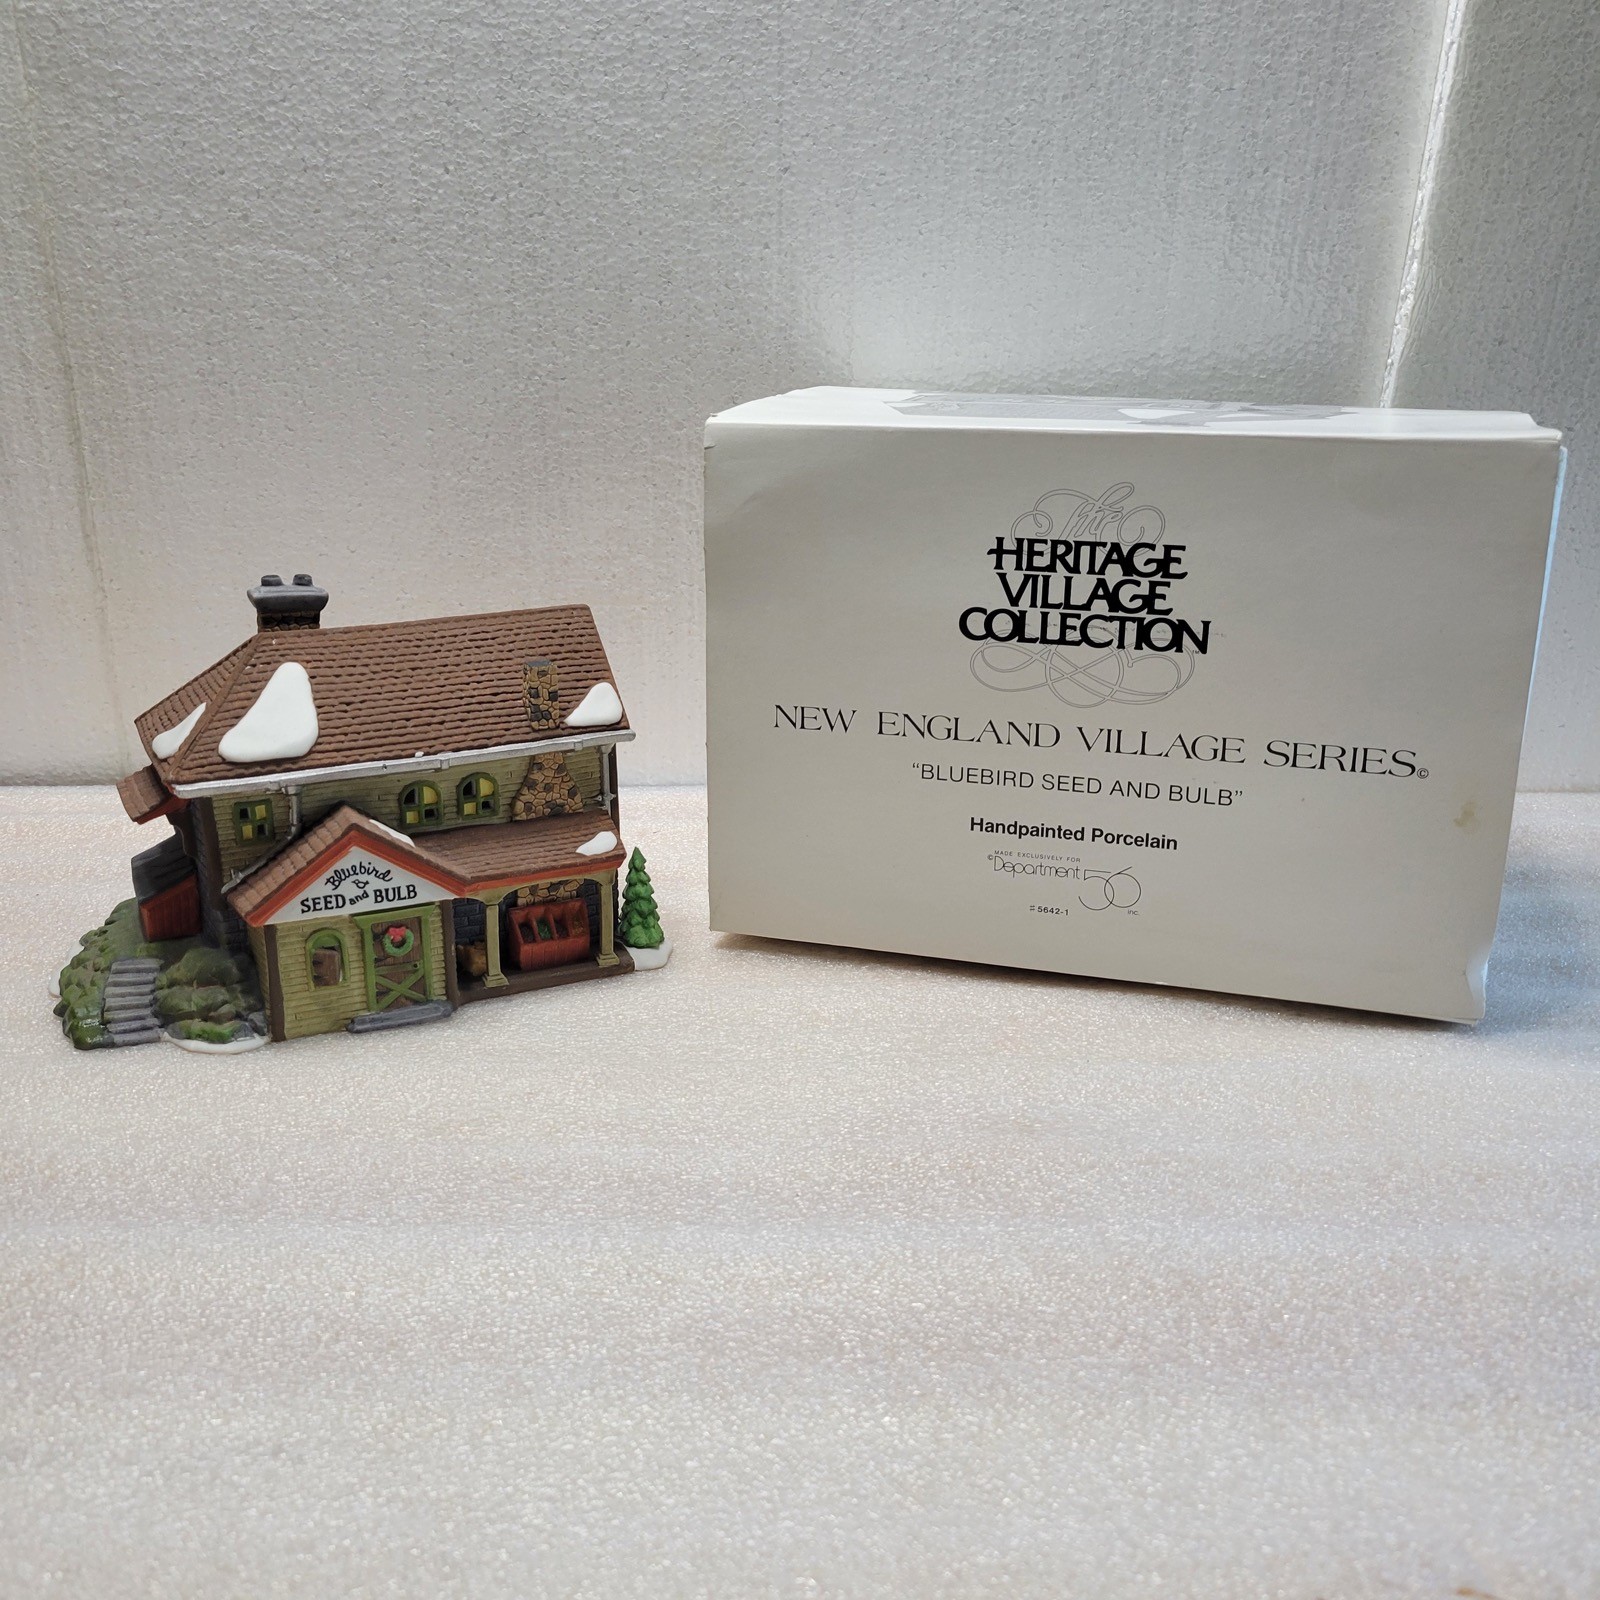 Bluebird
SEED and BULB
The
HERITAGE
VILLAGE
COLLECTION™
NEW ENGLAND VILLAGE SERIES©
"BLUEBIRD SEED AND BULB"
Handpainted Porcelain
MADE EXCLUSIVELY FOR
©Department 56 inc.
#5642-1